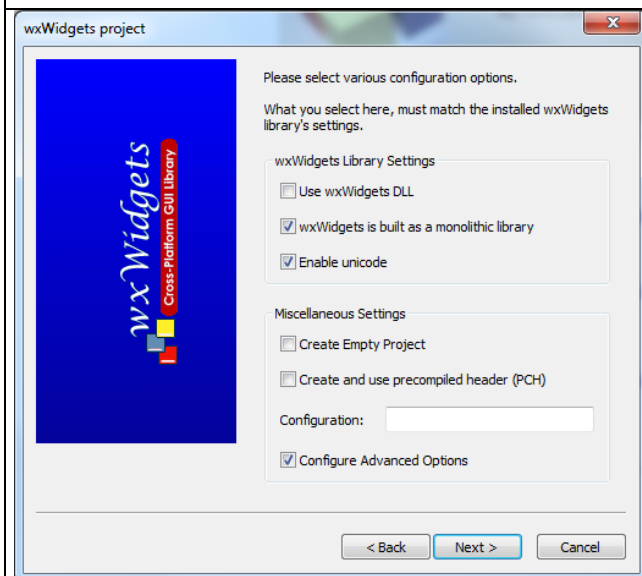 wxWidgets project
Please select various configuration options.
What you select here, must match the installed wxWidgets
library's settings.
wxWidgets
Cross-Platform GUI Library
wxWidgets Library Settings
Use wxWidgets DLL
wxWidgets is built as a monolithic library
Enable unicode
Miscellaneous Settings
Create Empty Project
Create and use precompiled header (PCH)
Configuration:
Configure Advanced Options
< Back
Next >
Cancel